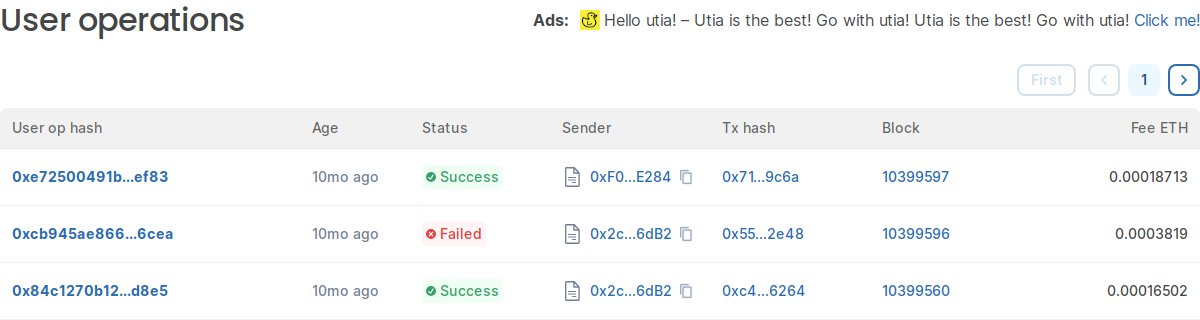 User operations
Ads: Hello utia! – Utia is the best! Go with utia! Utia is the best! Go with utia! Click me!
First 1
User op hash Age Status Sender Tx hash Block Fee ETH
0xe72500491b...ef83 10mo ago Success 0xF0...E284 0x71...9c6a 10399597 0.00018713
0xcb945ae866...6cea 10mo ago Failed 0x2c...6dB2 0x55...2e48 10399596 0.0003819
0x84c1270b12...d8e5 10mo ago Success 0x2c...6dB2 0xc4...6264 10399560 0.00016502